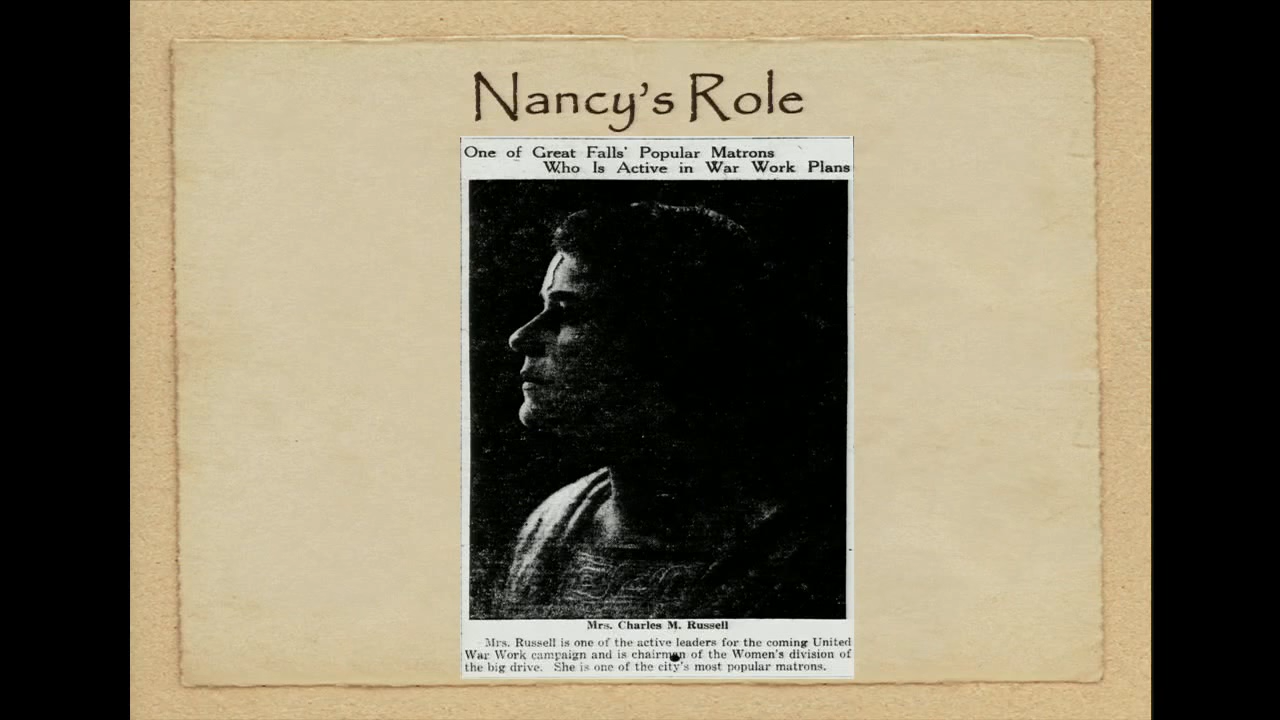 Nancy's Role
One of Great Falls' Popular Matrons
Who Is Active in War Work Plans
Mrs. Charles M. Russell
Mrs. Russell is one of the active leaders for the coming United
War Work campaign and is chairman of the Women's division of
the big drive. She is one of the city's most popular matrons.